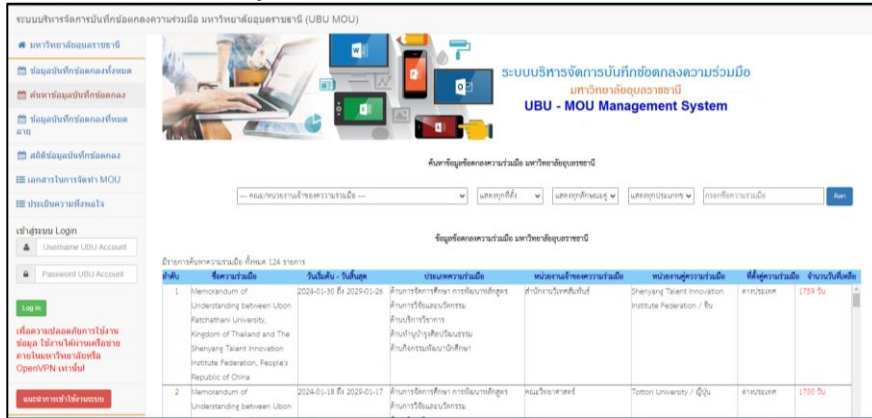 ระบบบริหารจัดการบันทึกข้อตกลงความร่วมมือ มหาวิทยาลัยอุบลราชธานี (UBU MOU)
มหาวิทยาลัยอุบลราชธานี
ข้อมูลบันทึกข้อตกลงทั้งหมด
ค้นหาข้อมูลบันทึกข้อตกลง
ข้อมูลบันทึกข้อตกลงที่หมด
อายุ
สถิติข้อมูลบันทึกข้อตกลง
เอกสารในการจัดทำ MOU
ประเมินความพึงพอใจ
เข้าสู่ระบบ Login
Username UBU Account
Password UBU Account
Log in
เพื่อความปลอดภัยการใช้งาน
ข้อมูล ใช้งานได้ผ่านเครือข่าย
ภายในมหาวิทยาลัยหรือ
OpenVPN เท่านั้น!
แนะนำการเข้าใช้งานระบบ
ระบบบริหารจัดการบันทึกข้อตกลงความร่วมมือ
มหาวิทยาลัยอุบลราชธานี
UBU - MOU Management System
ค้นหาข้อมูลข้อตกลงความร่วมมือ มหาวิทยาลัยอุบลราชธานี
--- คณะ/หน่วยงานเจ้าของความร่วมมือ --- แสดงทุกที่ตั้ง แสดงทุกลักษณะคู่ แสดงทุกประเภท กรอกชื่อความร่วมมือ ค้นหา
ข้อมูลข้อตกลงความร่วมมือ มหาวิทยาลัยอุบลราชธานี
มีรายการค้นหาความร่วมมือ ทั้งหมด 124 รายการ
ลำดับ ชื่อความร่วมมือ วันเริ่มต้น - วันสิ้นสุด ประเภทความร่วมมือ หน่วยงานเจ้าของความร่วมมือ หน่วยงานคู่ความร่วมมือ ที่ตั้งคู่ความร่วมมือ จำนวนวันที่เหลือ
1 Memorandum of 2024-01-30 ถึง 2029-01-26 ด้านการจัดการศึกษา การพัฒนาหลักสูตร สำนักงานวิเทศสัมพันธ์ Shenyang Talent Innovation ต่างประเทศ 1759 วัน
Understanding between Ubon ด้านการวิจัยและนวัตกรรม Institute Federation / จีน
Ratchathani University, ด้านบริการวิชาการ
Kingdom of Thailand and The ด้านทำนุบำรุงศิลปวัฒนธรรม
Shenyang Talent Innovation ด้านกิจกรรมพัฒนานักศึกษา
Institute Federation, People's
Republic of China
2 Memorandum of 2024-01-18 ถึง 2029-01-17 ด้านการจัดการศึกษา การพัฒนาหลักสูตร คณะวิทยาศาสตร์ Tottori University / ญี่ปุ่น ต่างประเทศ 1750 วัน
Understanding between Ubon ด้านการวิจัยและนวัตกรรม